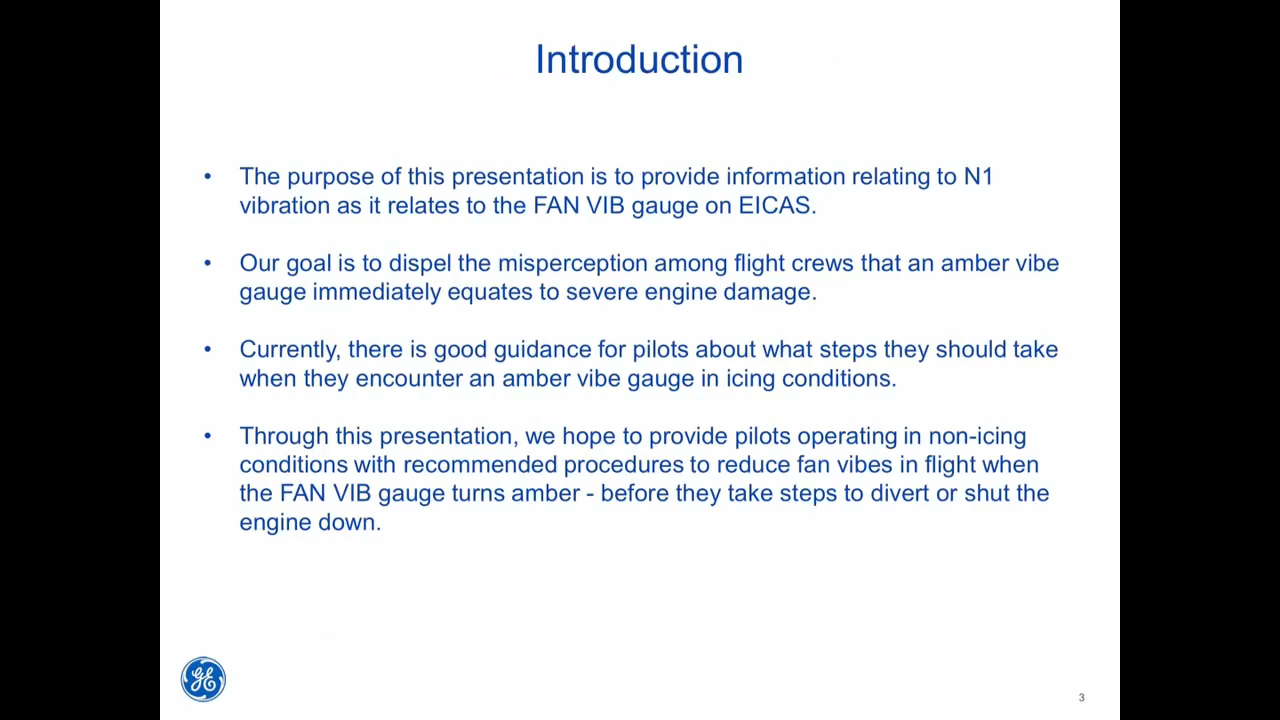 Introduction
• The purpose of this presentation is to provide information relating to N1
vibration as it relates to the FAN VIB gauge on EICAS.
• Our goal is to dispel the misperception among flight crews that an amber vibe
gauge immediately equates to severe engine damage.
• Currently, there is good guidance for pilots about what steps they should take
when they encounter an amber vibe gauge in icing conditions.
• Through this presentation, we hope to provide pilots operating in non-icing
conditions with recommended procedures to reduce fan vibes in flight when
the FAN VIB gauge turns amber - before they take steps to divert or shut the
engine down.
GE
3